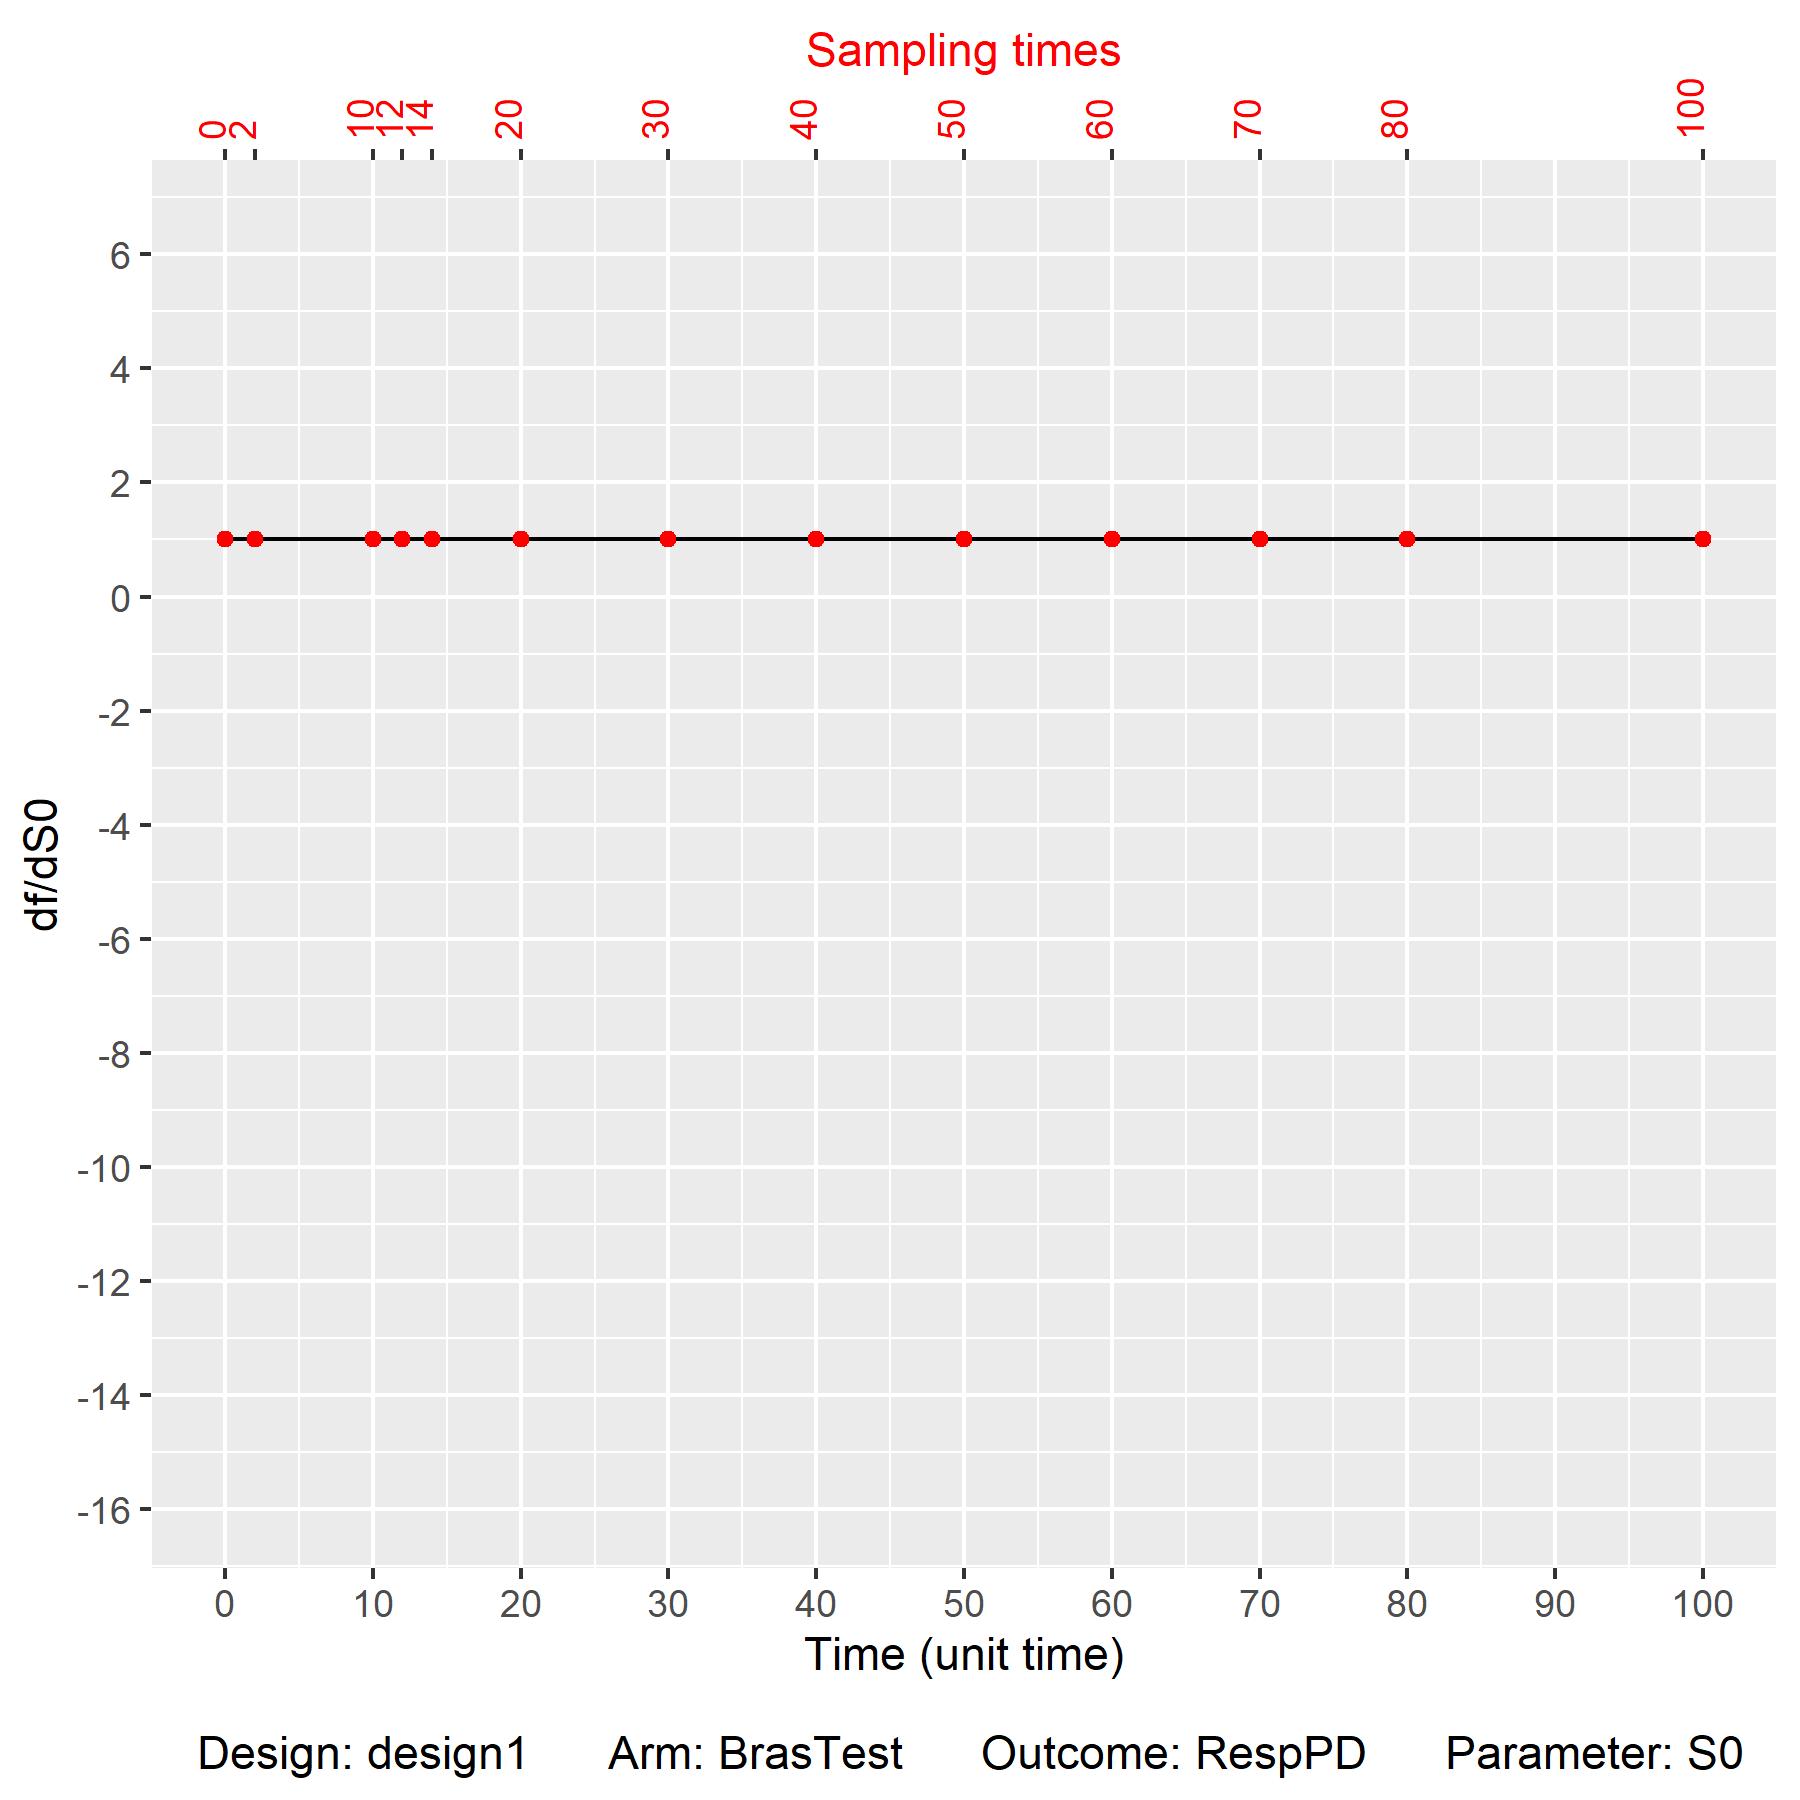 Sampling times
0 2 10 12 14 20 30 40 50 60 70 80 100
6
4
2
0
-2
-4
-6
-8
-10
-12
-14
-16
df/dS0
0 10 20 30 40 50 60 70 80 90 100
Time (unit time)
Design: design1 Arm: BrasTest Outcome: RespPD Parameter: S0